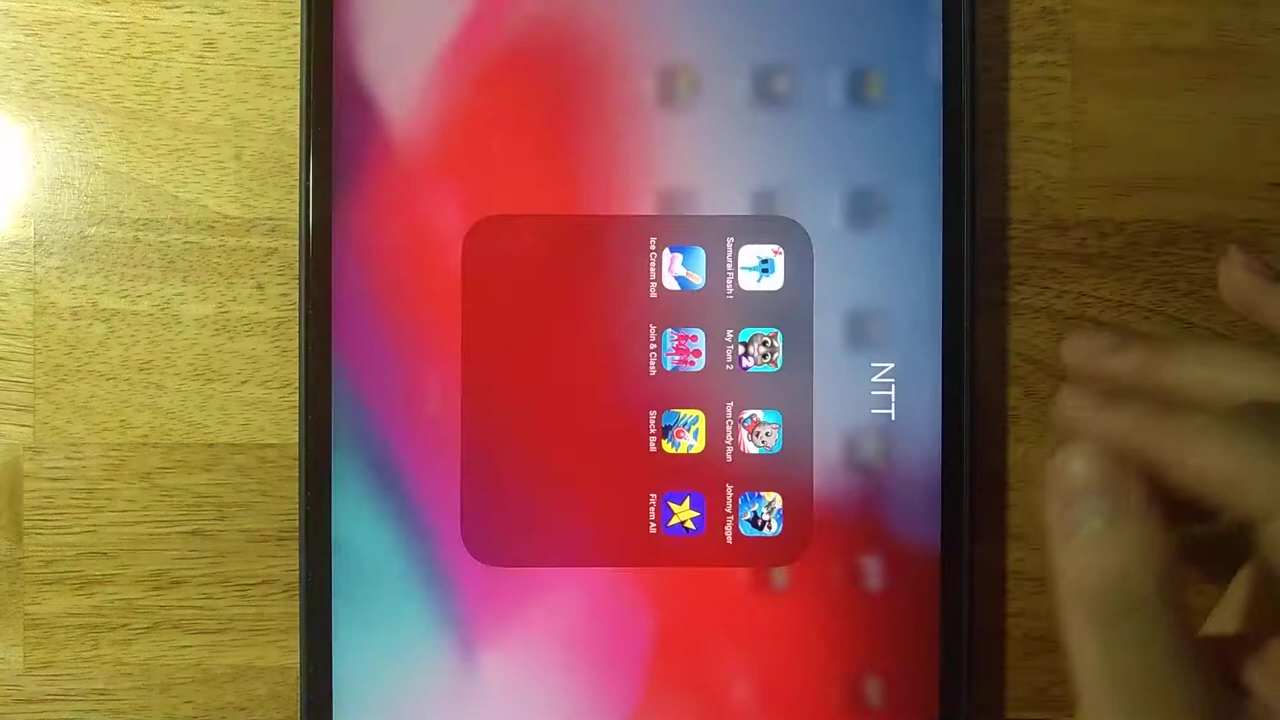 NTT
Samurai Flash !
My Tom 2
Tom Candy Run
Johnny Trigger
Ice Cream Roll
Join & Clash
Stack Ball
Fit'em All